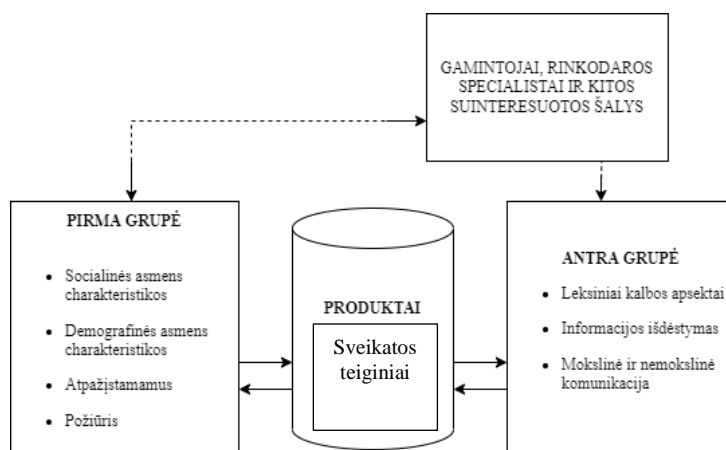 GAMINTOJAI, RINKODAROS
SPECIALISTAI IR KITOS
SUINTERESUOTOS ŠALYS
PIRMA GRUPĖ
• Socialinės asmens
charakteristikos
• Demografinės asmens
charakteristikos
• Atpažįstamamus
• Požiūris
PRODUKTAI
Sveikatos
teiginiai
ANTRA GRUPĖ
• Leksiniai kalbos apsektai
• Informacijos išdėstymas
• Mokslinė ir nemokslinė
komunikacija